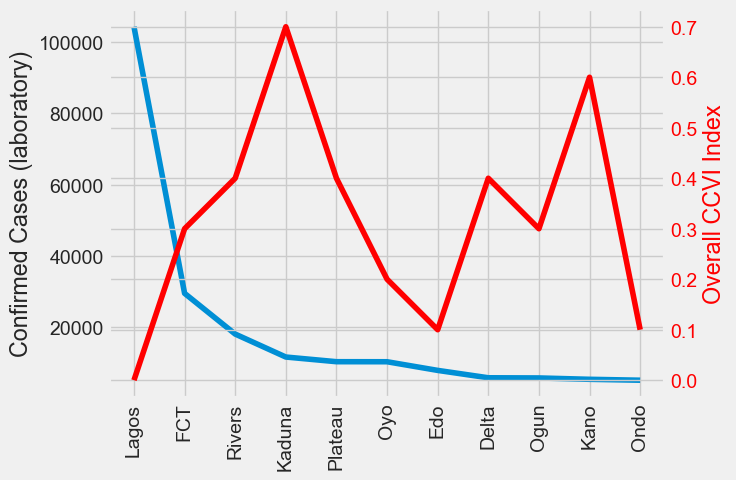 Confirmed Cases (laboratory)
100000
80000
60000
40000
20000
0.7
0.6
0.5
0.4
0.3
0.2
0.1
0.0
Overall CCVI Index
Lagos
FCT
Rivers
Kaduna
Plateau
Oyo
Edo
Delta
Ogun
Kano
Ondo